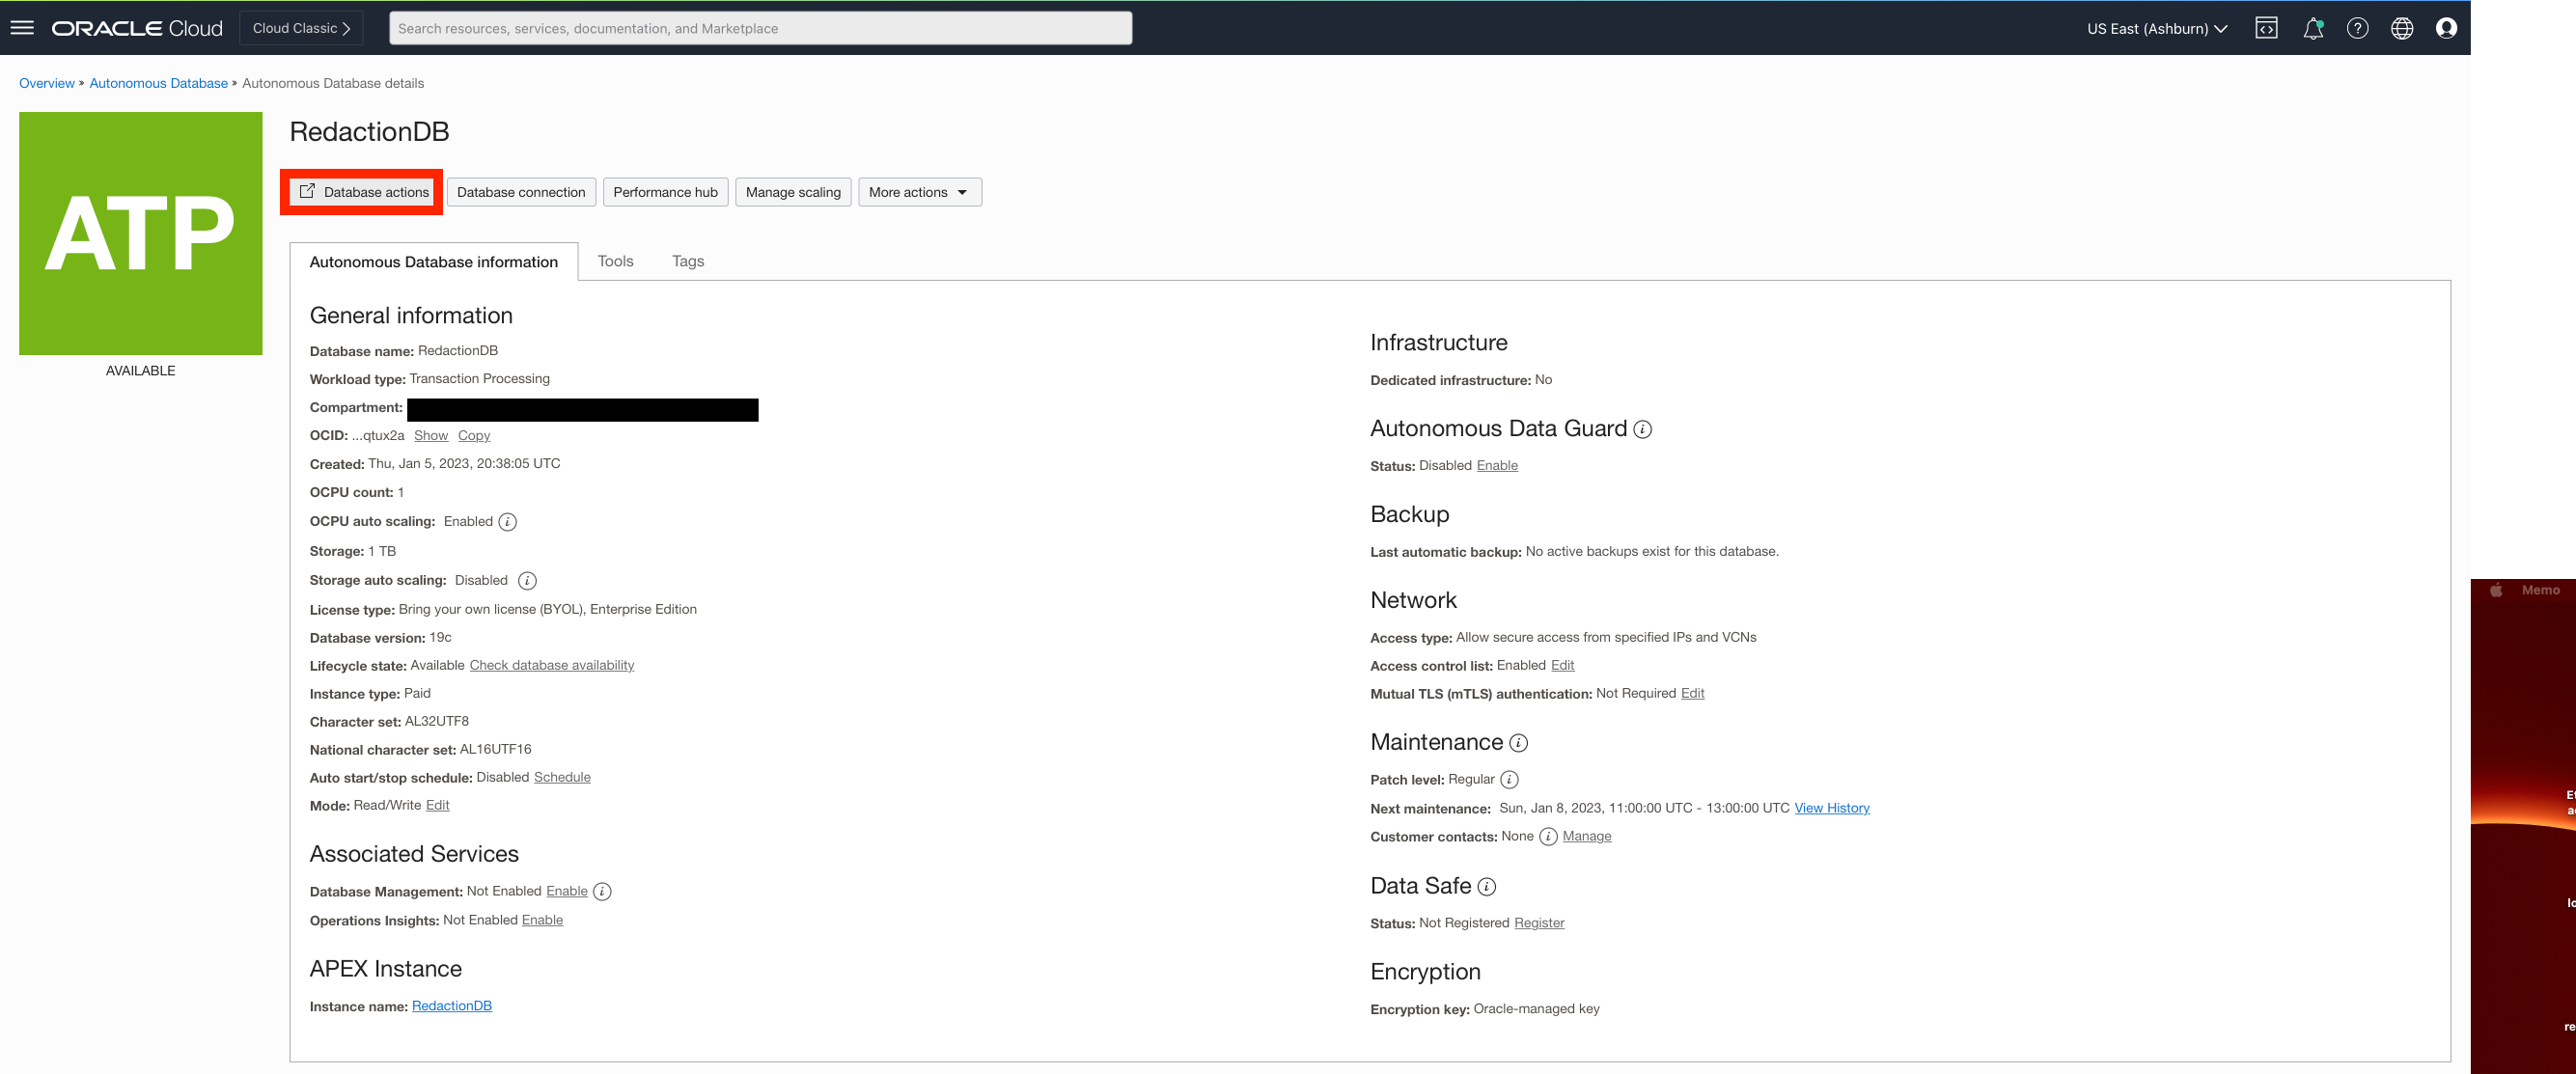 ORACLE Cloud
Cloud Classic
Search resources, services, documentation, and Marketplace
US East (Ashburn)
Overview » Autonomous Database » Autonomous Database details
ATP
AVAILABLE
RedactionDB
Database actions
Database connection
Performance hub
Manage scaling
More actions
Autonomous Database information
Tools
Tags
General information
Database name: RedactionDB
Workload type: Transaction Processing
Compartment:
OCID: ...qtux2a Show Copy
Created: Thu, Jan 5, 2023, 20:38:05 UTC
OCPU count: 1
OCPU auto scaling: Enabled
Storage: 1 TB
Storage auto scaling: Disabled
License type: Bring your own license (BYOL), Enterprise Edition
Database version: 19c
Lifecycle state: Available Check database availability
Instance type: Paid
Character set: AL32UTF8
National character set: AL16UTF16
Auto start/stop schedule: Disabled Schedule
Mode: Read/Write Edit
Associated Services
Database Management: Not Enabled Enable
Operations Insights: Not Enabled Enable
APEX Instance
Instance name: RedactionDB
Infrastructure
Dedicated infrastructure: No
Autonomous Data Guard
Status: Disabled Enable
Backup
Last automatic backup: No active backups exist for this database.
Network
Access type: Allow secure access from specified IPs and VCNs
Access control list: Enabled Edit
Mutual TLS (mTLS) authentication: Not Required Edit
Maintenance
Patch level: Regular
Next maintenance: Sun, Jan 8, 2023, 11:00:00 UTC - 13:00:00 UTC View History
Customer contacts: None Manage
Data Safe
Status: Not Registered Register
Encryption
Encryption key: Oracle-managed key
Memo
re